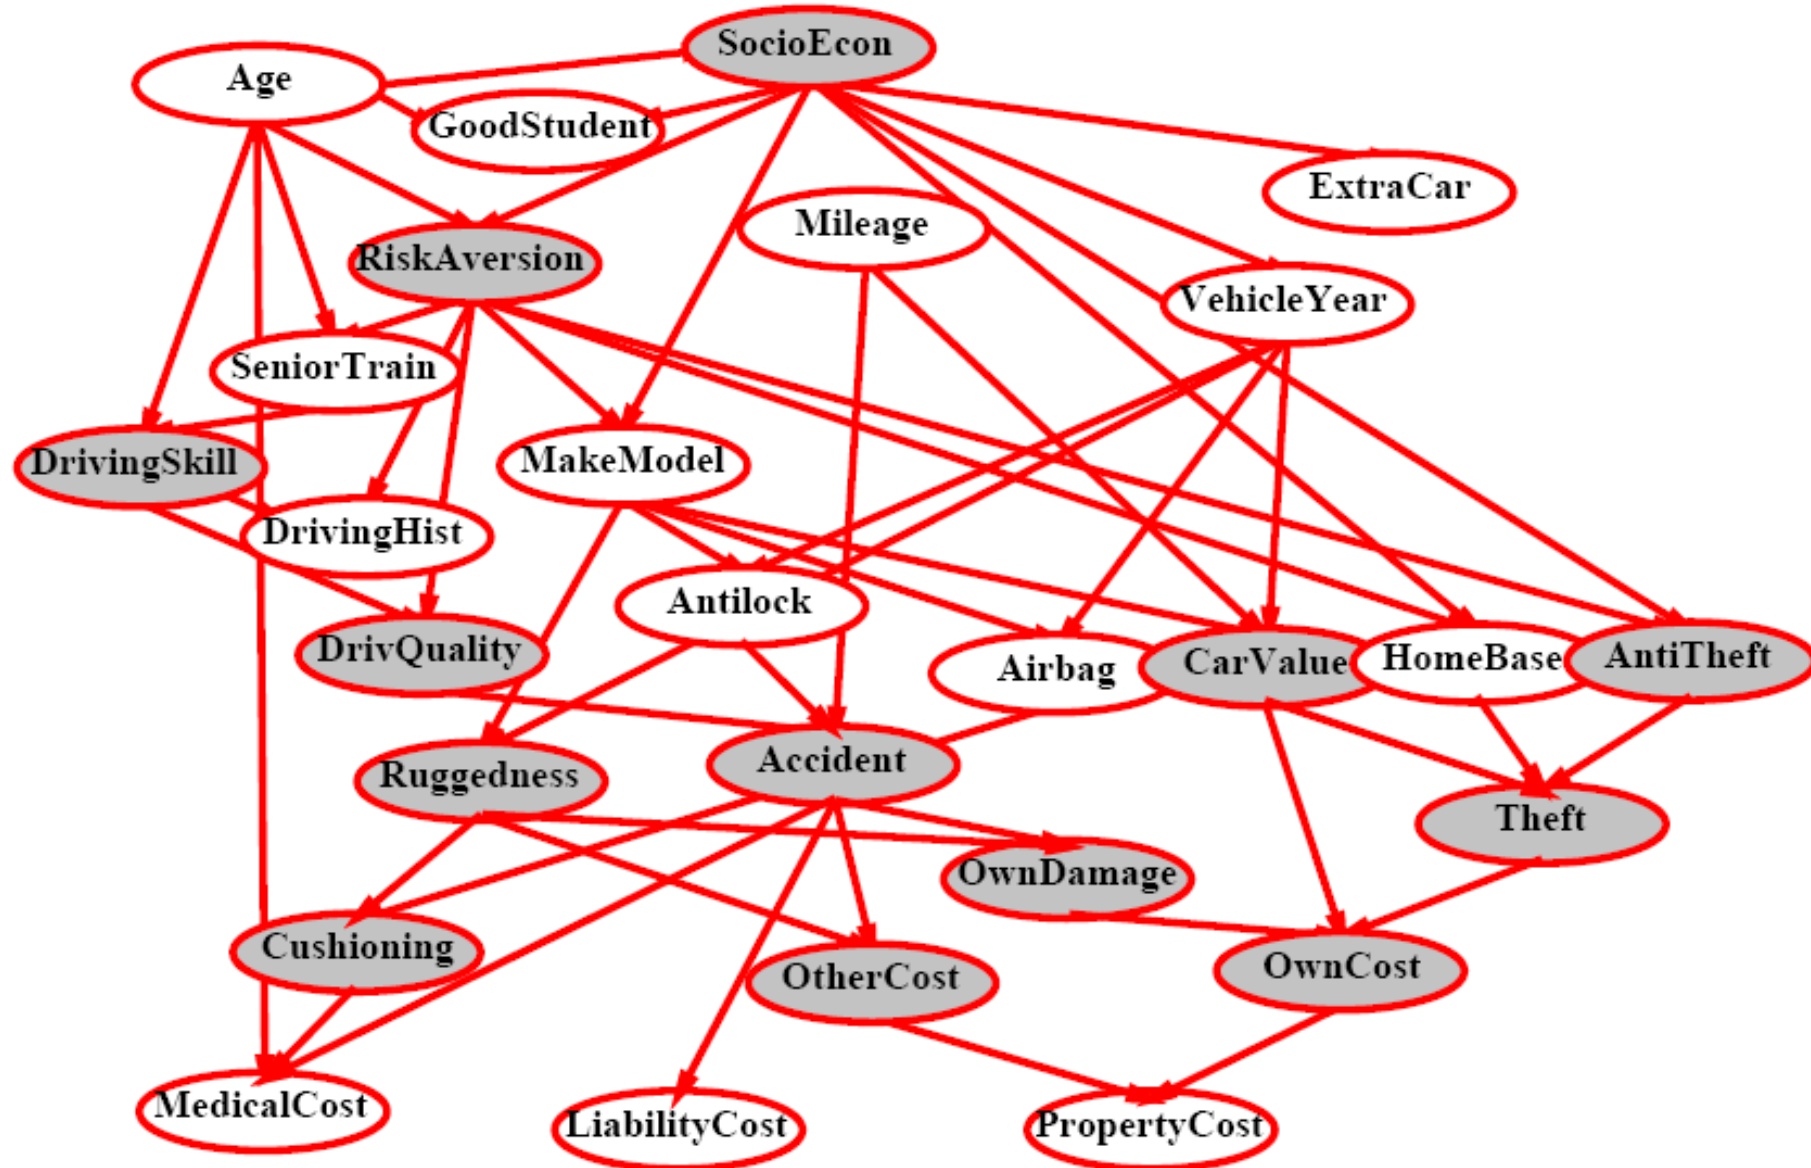 SocioEcon
Age
GoodStudent
ExtraCar
Mileage
RiskAversion
VehicleYear
SeniorTrain
DrivingSkill
MakeModel
DrivingHist
Antilock
DrivQuality
Airbag
CarValue
HomeBase
AntiTheft
Ruggedness
Accident
Theft
OwnDamage
Cushioning
OtherCost
OwnCost
MedicalCost
LiabilityCost
PropertyCost